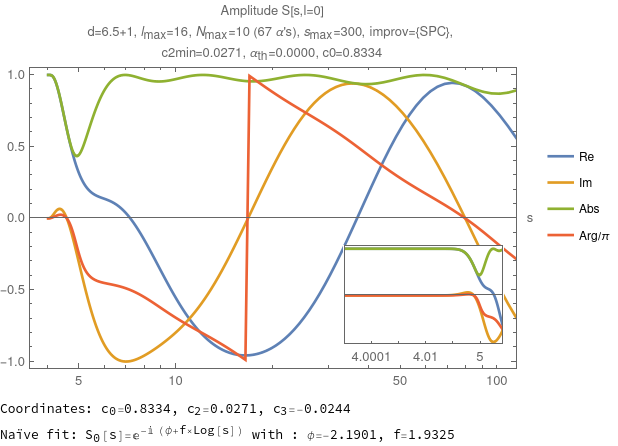 Amplitude S[s,l=0]
d=6.5+1, lmax=16, Nmax=10 (67 α's), smax=300, improv={SPC},
c2min=0.0271, αth=0.0000, c0=0.8334
1.0
0.5
0.0
-0.5
-1.0
s
Re
Im
Abs
Arg/π
4.0001 4.01 5
5 10 50 100
Coordinates: c0=0.8334, c2=0.0271, c3=-0.0244
Naïve fit: S0[s]=e^-i (ϕ+f×Log[s]) with : ϕ=-2.1901, f=1.9325